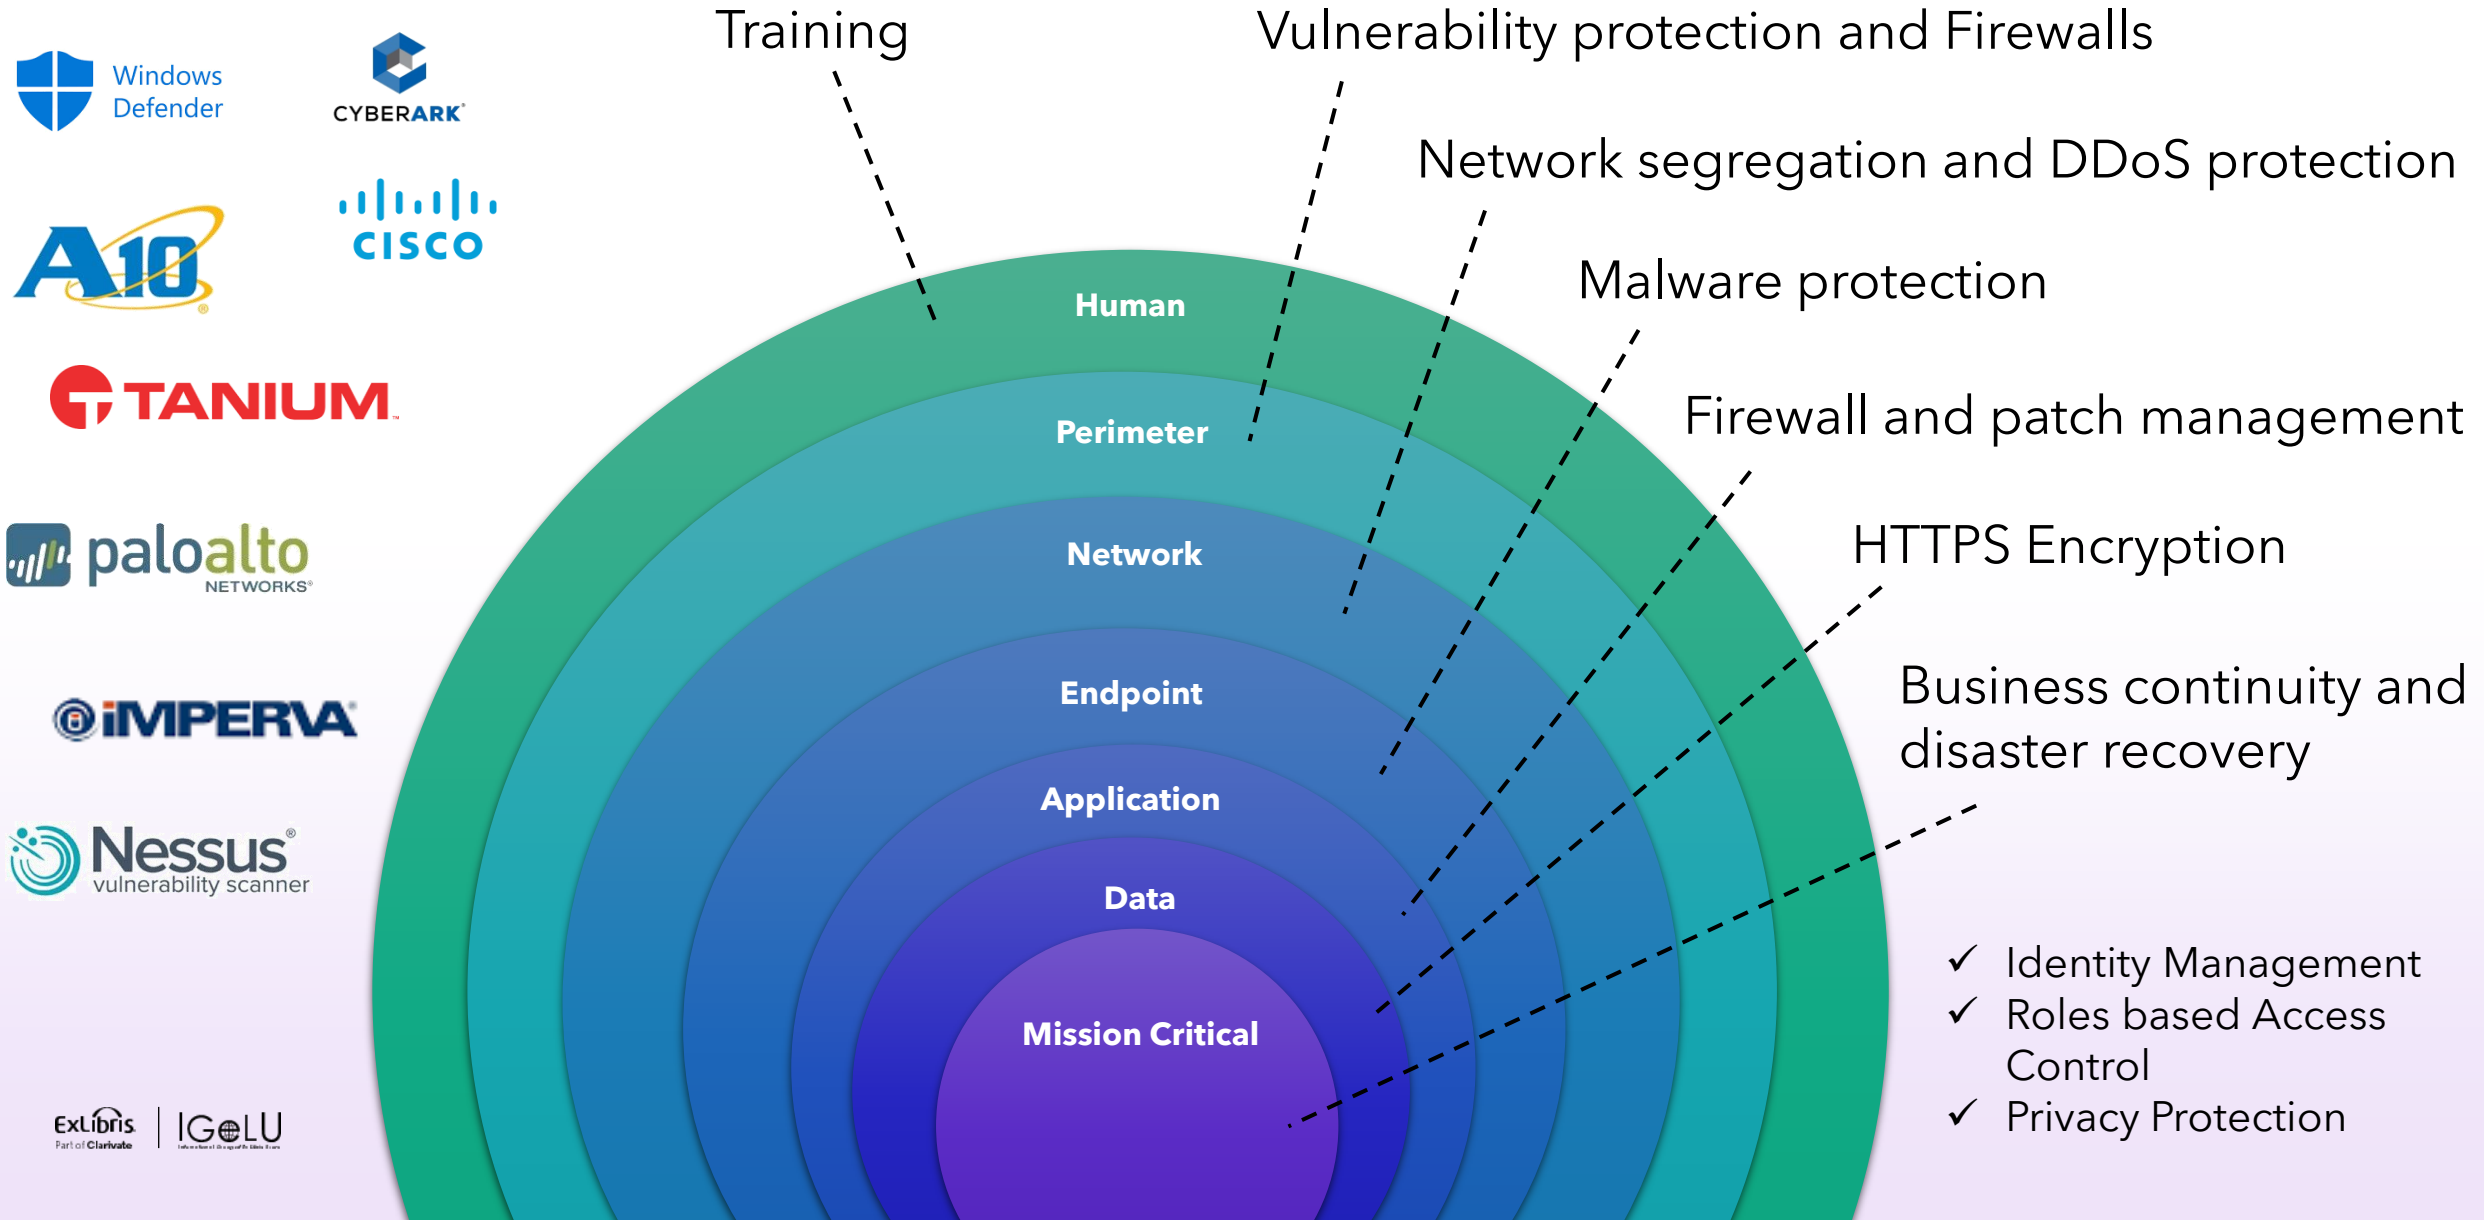 Training
Vulnerability protection and Firewalls
Windows
Defender
CYBERARK®
Network segregation and DDoS protection
A10®
CISCO
Malware protection
Human
TANIUM™
Firewall and patch management
Perimeter
paloalto
NETWORKS®
HTTPS Encryption
Network
Business continuity and
disaster recovery
Endpoint
iMPERVA
Application
Nessus®
vulnerability scanner
Data
Mission Critical
✓ Identity Management
✓ Roles based Access
Control
✓ Privacy Protection
ExLibris
Part of Clarivate
IGeLU